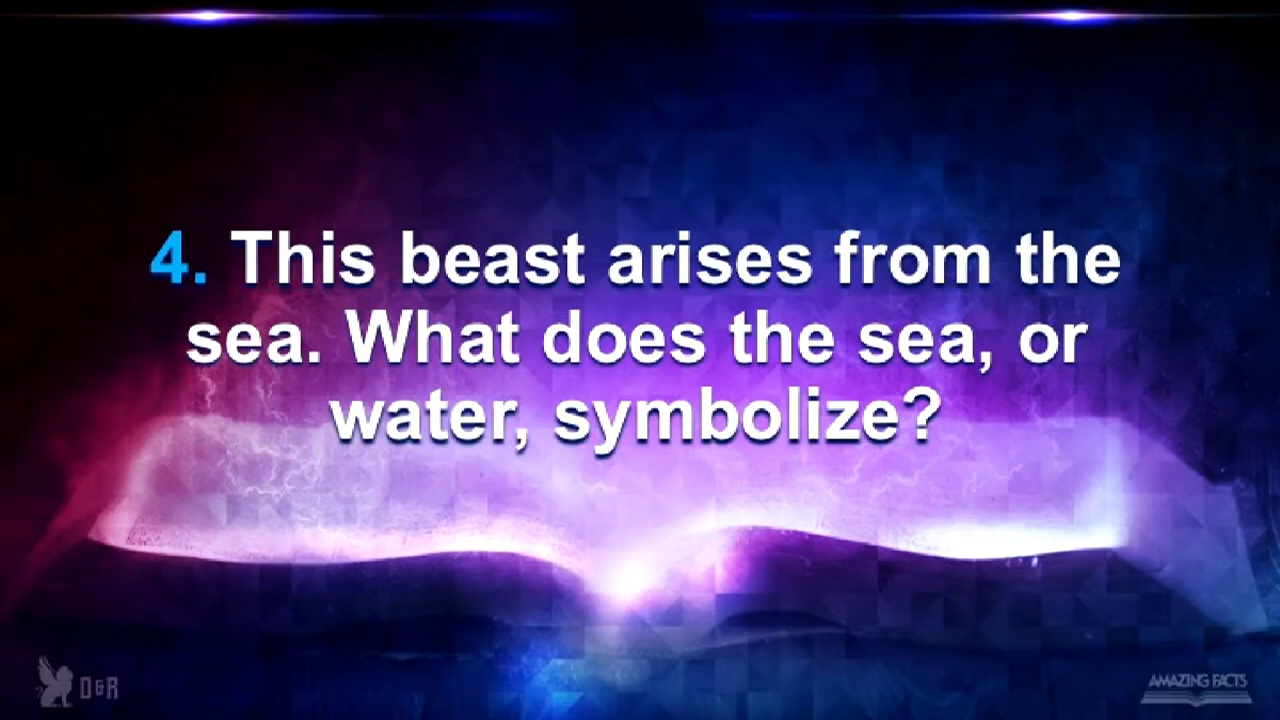 4. This beast arises from the
sea. What does the sea, or
water, symbolize?
D&R
AMAZING FACTS